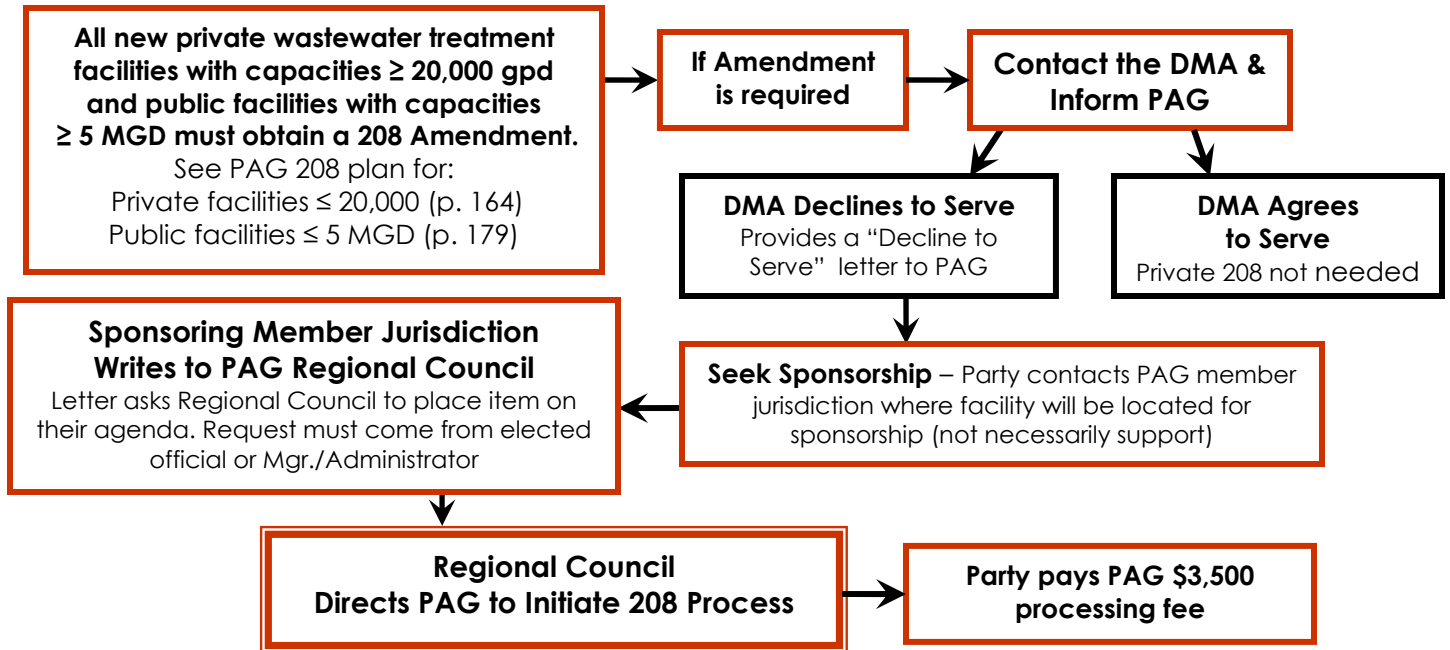 All new private wastewater treatment
facilities with capacities ≥ 20,000 gpd
and public facilities with capacities
≥ 5 MGD must obtain a 208 Amendment.
See PAG 208 plan for:
Private facilities ≤ 20,000 (p. 164)
Public facilities ≤ 5 MGD (p. 179)
If Amendment
is required
Contact the DMA &
Inform PAG
DMA Declines to Serve
Provides a “Decline to
Serve” letter to PAG
DMA Agrees
to Serve
Private 208 not needed
Seek Sponsorship – Party contacts PAG member
jurisdiction where facility will be located for
sponsorship (not necessarily support)
Sponsoring Member Jurisdiction
Writes to PAG Regional Council
Letter asks Regional Council to place item on
their agenda. Request must come from elected
official or Mgr./Administrator
Regional Council
Directs PAG to Initiate 208 Process
Party pays PAG $3,500
processing fee